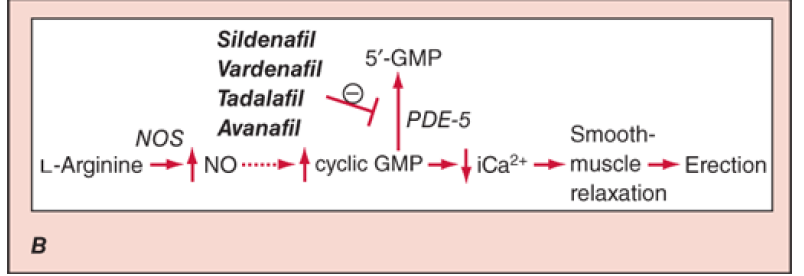 Sildenafil
Vardenafil
Tadalafil
Avanafil
5′-GMP
PDE-5
NOS
L-Arginine NO cyclic GMP iCa²⁺ Smooth-
muscle
relaxation Erection
B